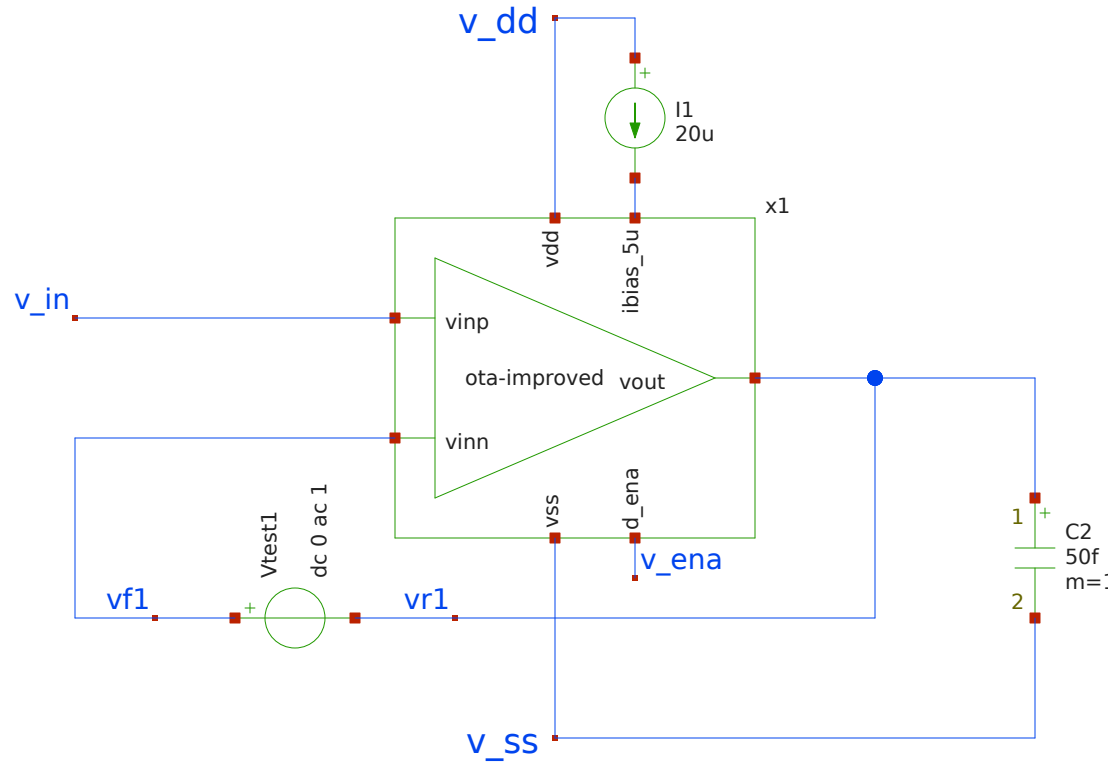 v_dd
+
I1
20u
x1
vdd
ibias_5u
v_in
vinp
ota-improved
vout
vinn
vss
d_ena
v_ena
Vtest1
dc 0 ac 1
vf1
+
vr1
1
+
C2
50f
m=1
2
v_ss